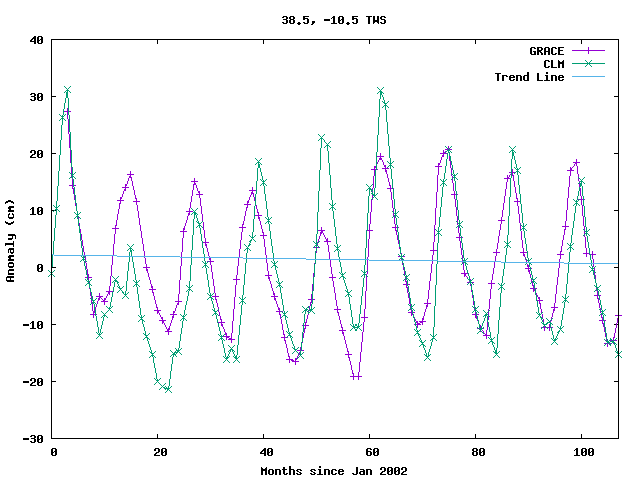 38.5, -10.5 TWS
40
30
20
10
0
-10
-20
-30
Anomaly (cm)
GRACE
CLM
Trend Line
0 20 40 60 80 100
Months since Jan 2002